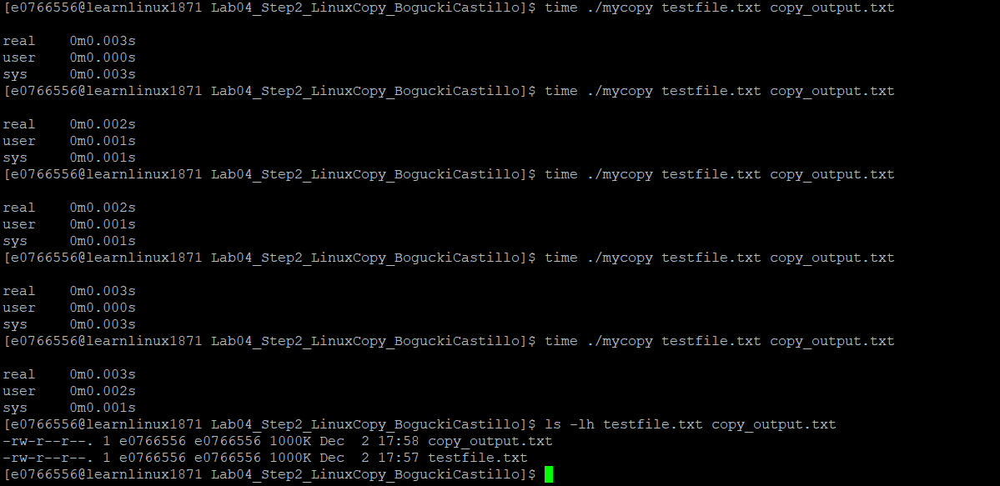 [e0766556@learnlinux1871 Lab04_Step2_LinuxCopy_BoguckiCastillo]$ time ./mycopy testfile.txt copy_output.txt
real    0m0.003s
user    0m0.000s
sys     0m0.003s
[e0766556@learnlinux1871 Lab04_Step2_LinuxCopy_BoguckiCastillo]$ time ./mycopy testfile.txt copy_output.txt
real    0m0.002s
user    0m0.001s
sys     0m0.001s
[e0766556@learnlinux1871 Lab04_Step2_LinuxCopy_BoguckiCastillo]$ time ./mycopy testfile.txt copy_output.txt
real    0m0.002s
user    0m0.001s
sys     0m0.001s
[e0766556@learnlinux1871 Lab04_Step2_LinuxCopy_BoguckiCastillo]$ time ./mycopy testfile.txt copy_output.txt
real    0m0.003s
user    0m0.000s
sys     0m0.003s
[e0766556@learnlinux1871 Lab04_Step2_LinuxCopy_BoguckiCastillo]$ time ./mycopy testfile.txt copy_output.txt
real    0m0.003s
user    0m0.002s
sys     0m0.001s
[e0766556@learnlinux1871 Lab04_Step2_LinuxCopy_BoguckiCastillo]$ ls -lh testfile.txt copy_output.txt
-rw-r--r--. 1 e0766556 e0766556 1000K Dec  2 17:58 copy_output.txt
-rw-r--r--. 1 e0766556 e0766556 1000K Dec  2 17:57 testfile.txt
[e0766556@learnlinux1871 Lab04_Step2_LinuxCopy_BoguckiCastillo]$